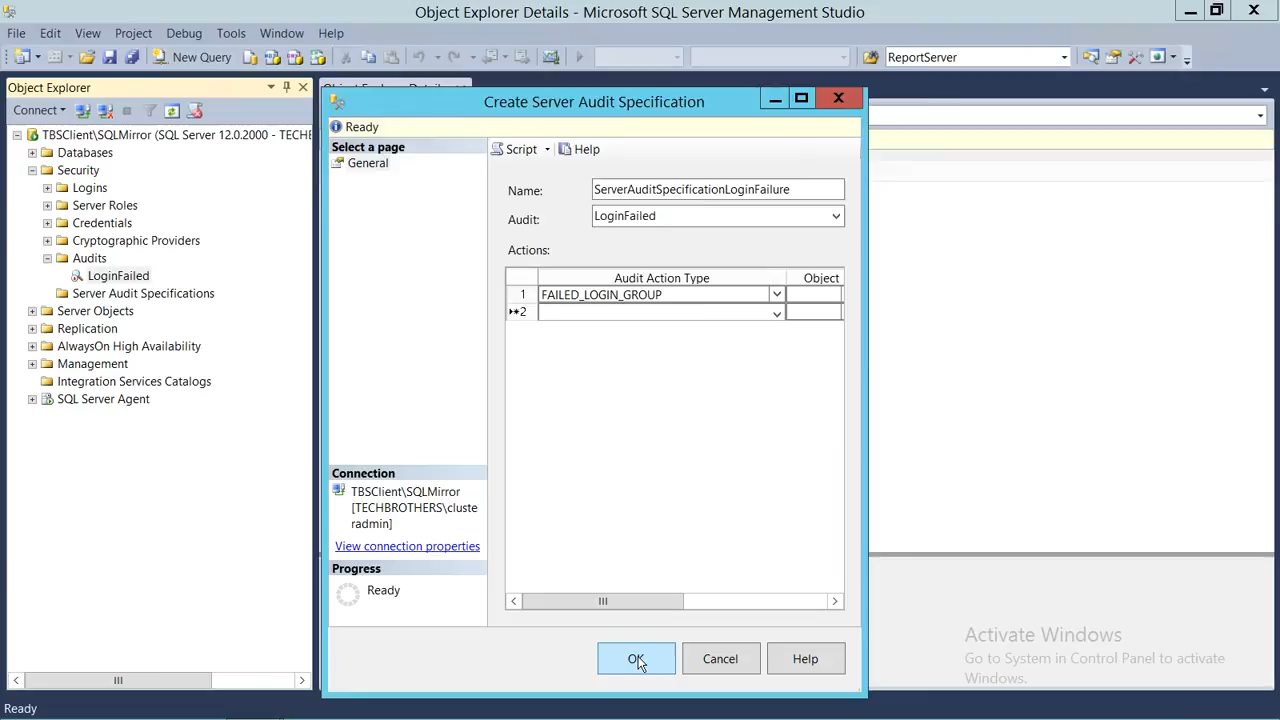 Object Explorer Details - Microsoft SQL Server Management Studio
File Edit View Project Debug Tools Window Help
New Query
ReportServer
Object Explorer
Connect
TBSClient\SQLMirror (SQL Server 12.0.2000 - TECH
Databases
Security
Logins
Server Roles
Credentials
Cryptographic Providers
Audits
LoginFailed
Server Audit Specifications
Server Objects
Replication
AlwaysOn High Availability
Management
Integration Services Catalogs
SQL Server Agent
Create Server Audit Specification
Ready
Select a page
General
Script Help
Name: ServerAuditSpecificationLoginFailure
Audit: LoginFailed
Actions:
Audit Action Type Object
1 FAILED_LOGIN_GROUP
2
Connection
TBSClient\SQLMirror
[TECHBROTHERS\cluste
radmin]
View connection properties
Progress
Ready
OK Cancel Help
Activate Windows
Go to System in Control Panel to activate
Windows.
Ready